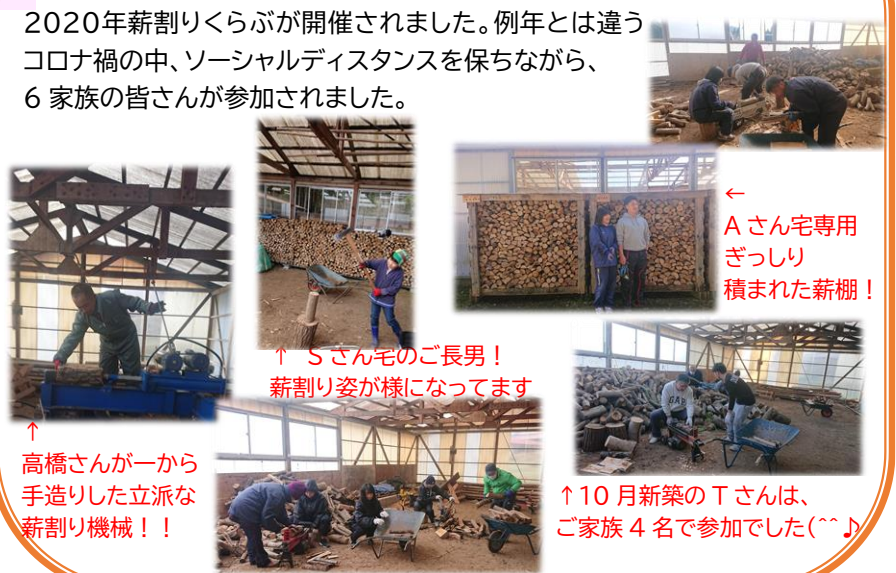 2020年薪割りくらぶが開催されました。例年とは違う
コロナ禍の中、ソーシャルディスタンスを保ちながら、
6 家族の皆さんが参加されました。
←
A さん宅専用
ぎっしり
積まれた薪棚！
↑ S さん宅のご長男！
薪割り姿が様になってます
↑
高橋さんが一から
手造りした立派な
薪割り機械！！
↑10 月新築の T さんは、
ご家族 4 名で参加でした(^^♪